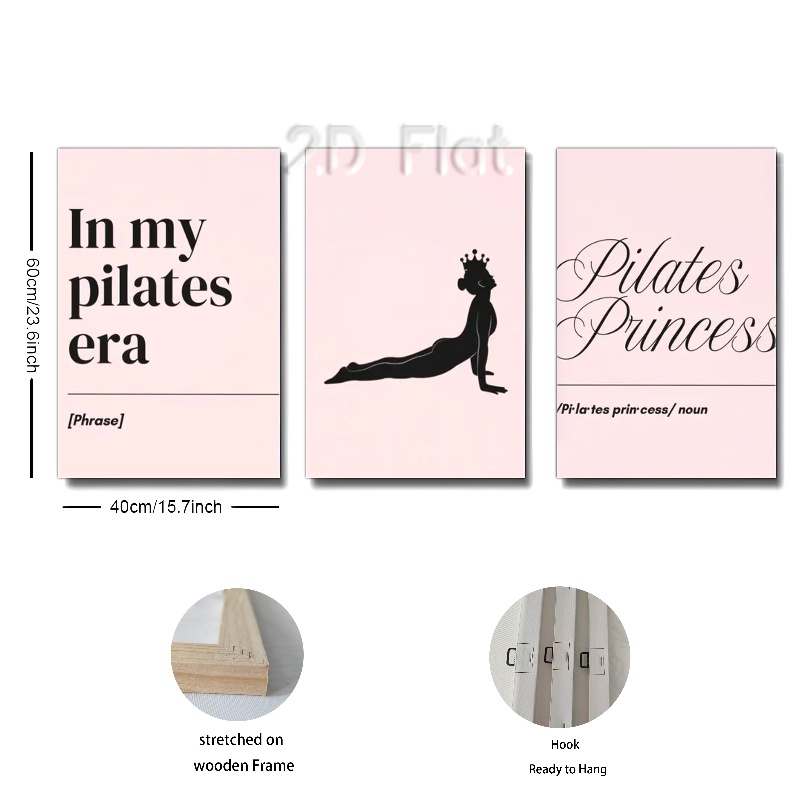 2D Flat
60cm/23.6inch
In my
pilates
era
[Phrase]
Pilates
Princess
/Pi·la·tes prin·cess/ noun
40cm/15.7inch
stretched on
wooden Frame
Hook
Ready to Hang